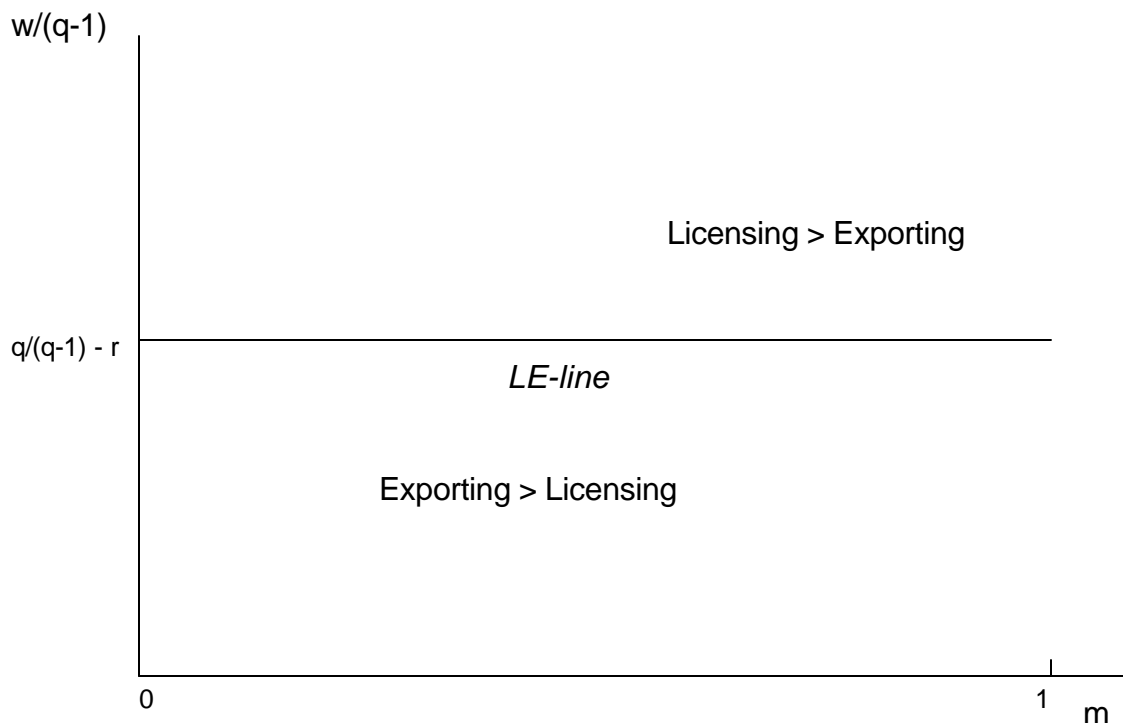 w/(q-1)
Licensing > Exporting
q/(q-1) - r
LE-line
Exporting > Licensing
0
1
m